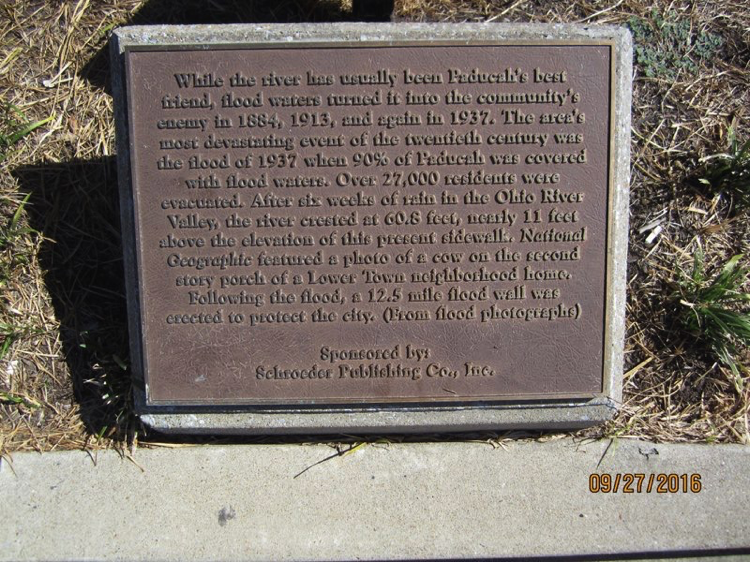 While the river has usually been Paducah's best
friend, flood waters turned it into the community's
enemy in 1884, 1913, and again in 1937. The area's
most devastating event of the twentieth century was
the flood of 1937 when 90% of Paducah was covered
with flood waters. Over 27,000 residents were
evacuated. After six weeks of rain in the Ohio River
Valley, the river crested at 60.8 feet, nearly 11 feet
above the elevation of this present sidewalk. National
Geographic featured a photo of a cow on the second
story porch of a Lower Town neighborhood home.
Following the flood, a 12.5 mile flood wall was
erected to protect the city. (From flood photographs)
Sponsored by:
Schroeder Publishing Co., Inc.
09/27/2016